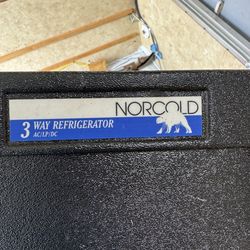 NORCOLD
3 WAY REFRIGERATOR
AC/LP/DC